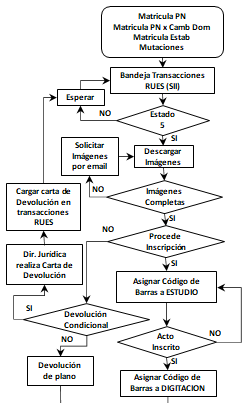 Matricula PN
Matricula PN x Camb Dom
Matricula Estab
Mutaciones
Bandeja Transacciones
RUES (SII)
Esperar
NO
Estado
5
SI
Solicitar
Imágenes
por email
Descargar
Imágenes
NO
Imágenes
Completas
SI
Cargar carta de
Devolución en
transacciones
RUES
NO
Procede
Inscripción
SI
Dir. Jurídica
realiza Carta de
Devolución
Asignar Código de
Barras a ESTUDIO
SI
Devolución
Condicional
NO
Acto
Inscrito
NO
SI
Devolución
de plano
Asignar Código de
Barras a DIGITACION